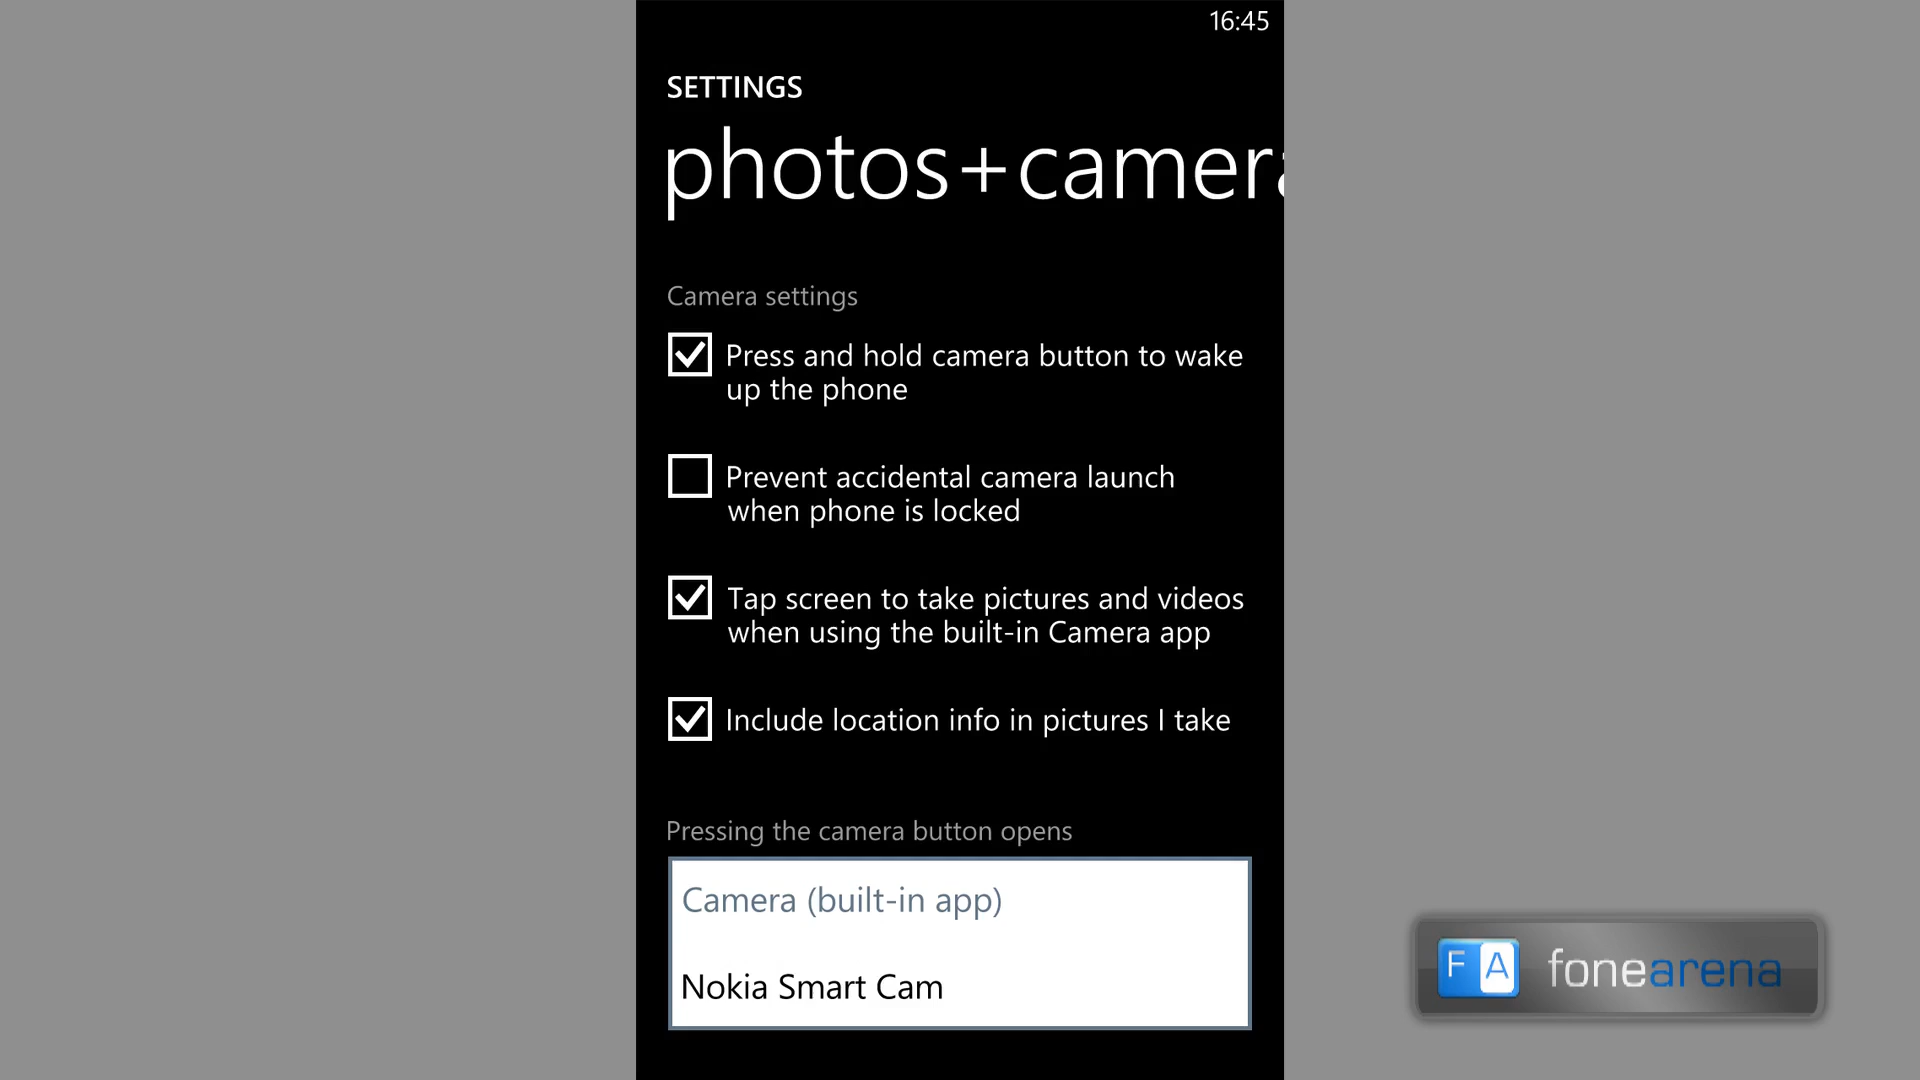 16:45
SETTINGS
photos+camera
Camera settings
Press and hold camera button to wake
up the phone
Prevent accidental camera launch
when phone is locked
Tap screen to take pictures and videos
when using the built-in Camera app
Include location info in pictures I take
Pressing the camera button opens
Camera (built-in app)
Nokia Smart Cam
FA fonearena